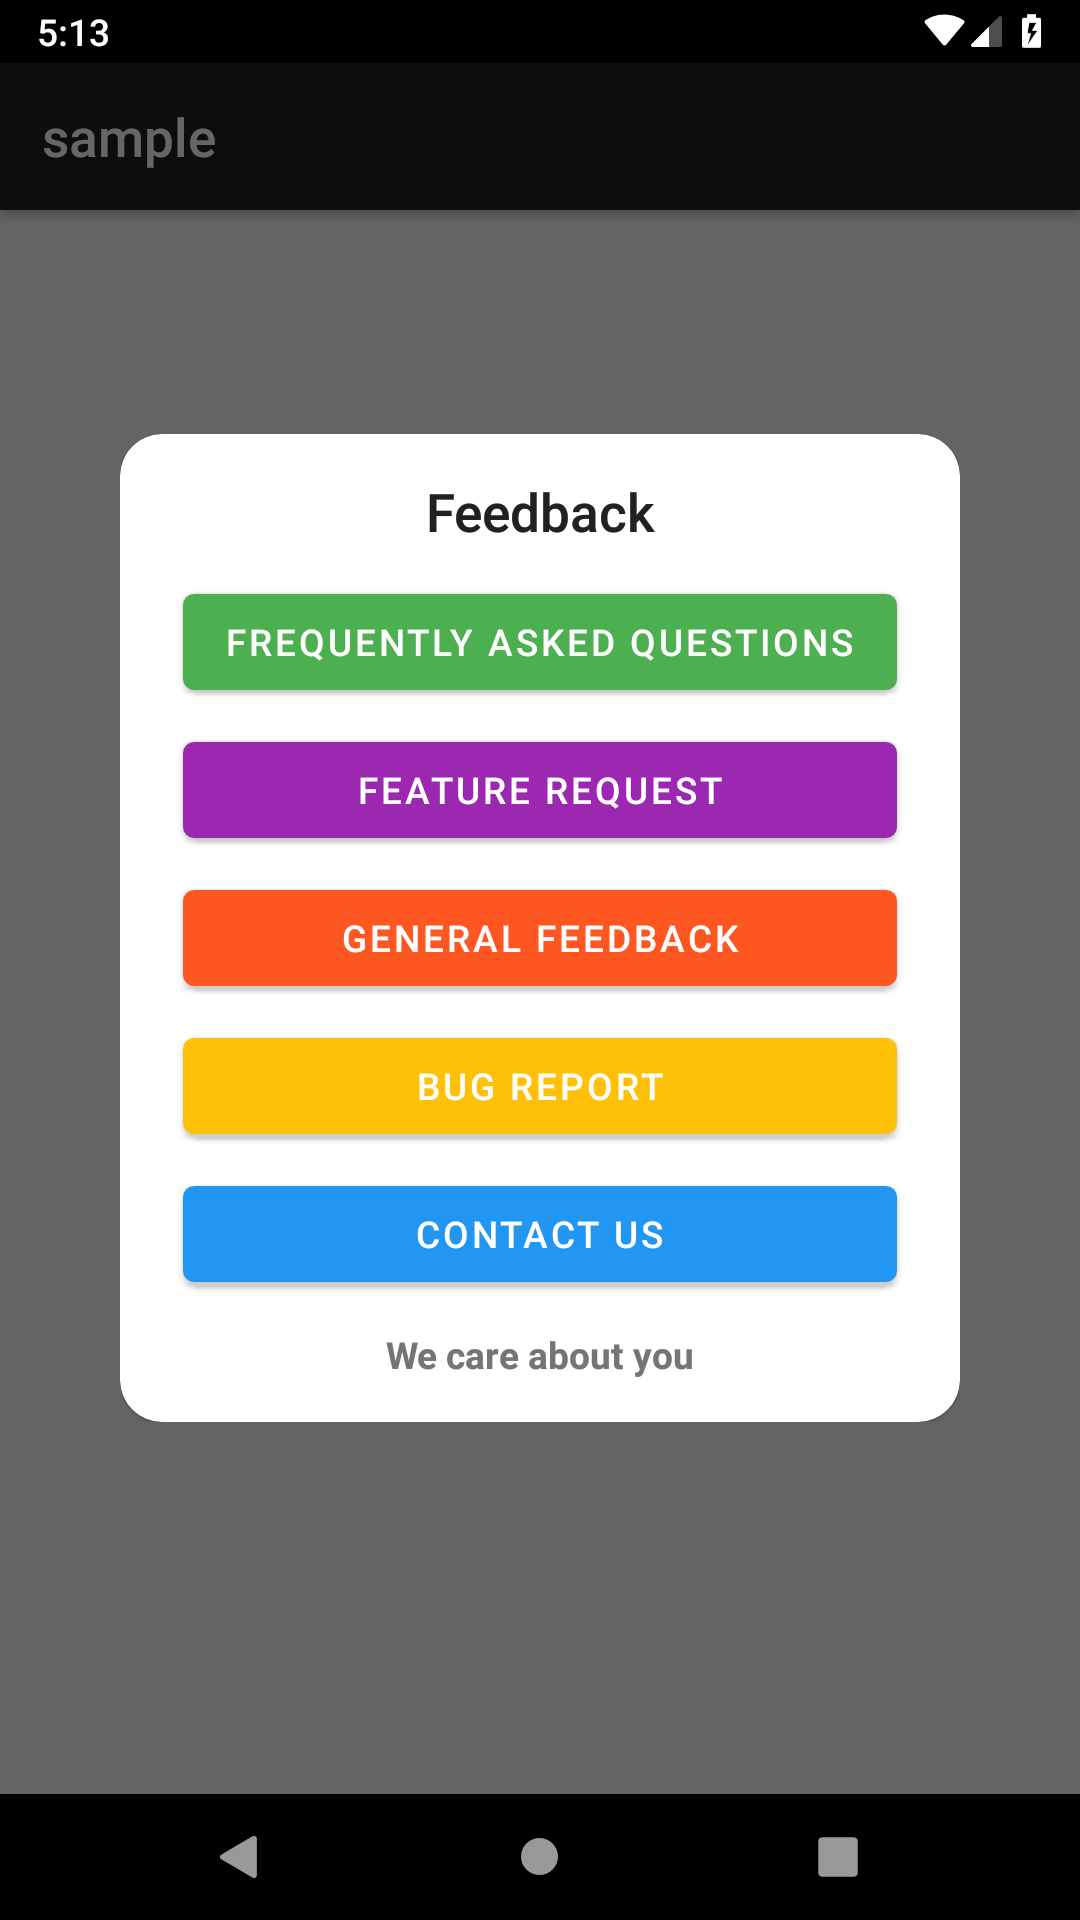 5:13
sample
Feedback
FREQUENTLY ASKED QUESTIONS
FEATURE REQUEST
GENERAL FEEDBACK
BUG REPORT
CONTACT US
We care about you